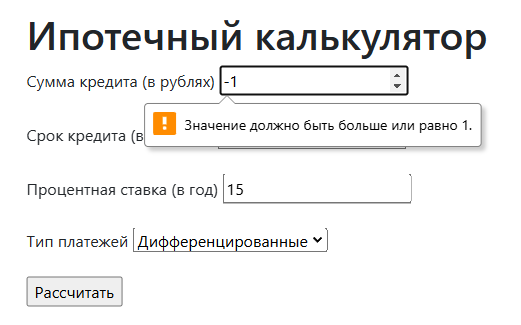 Ипотечный калькулятор
Сумма кредита (в рублях) -1
Значение должно быть больше или равно 1.
Срок кредита (в
Процентная ставка (в год) 15
Тип платежей Дифференцированные
Рассчитать